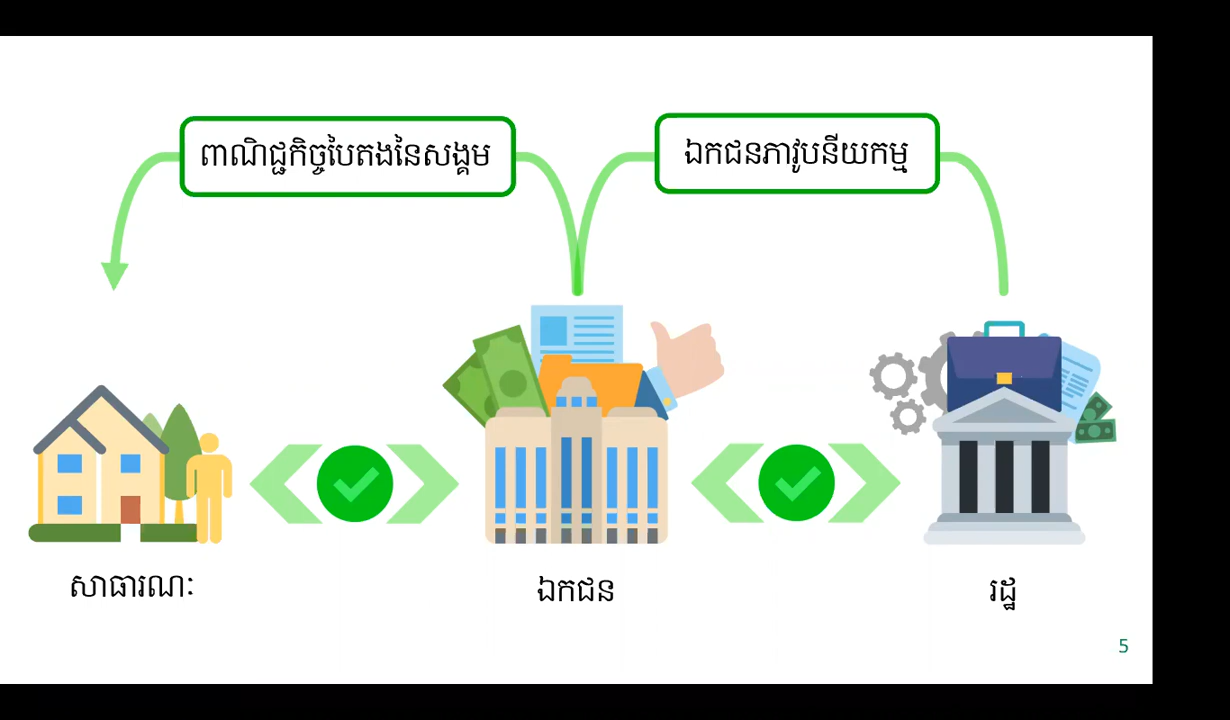 ពាណិជ្ជកិច្ចបៃតងនៃសង្គម
ឯកជនភាវូបនីយកម្ម
សាធារណៈ
ឯកជន
រដ្ឋ
5